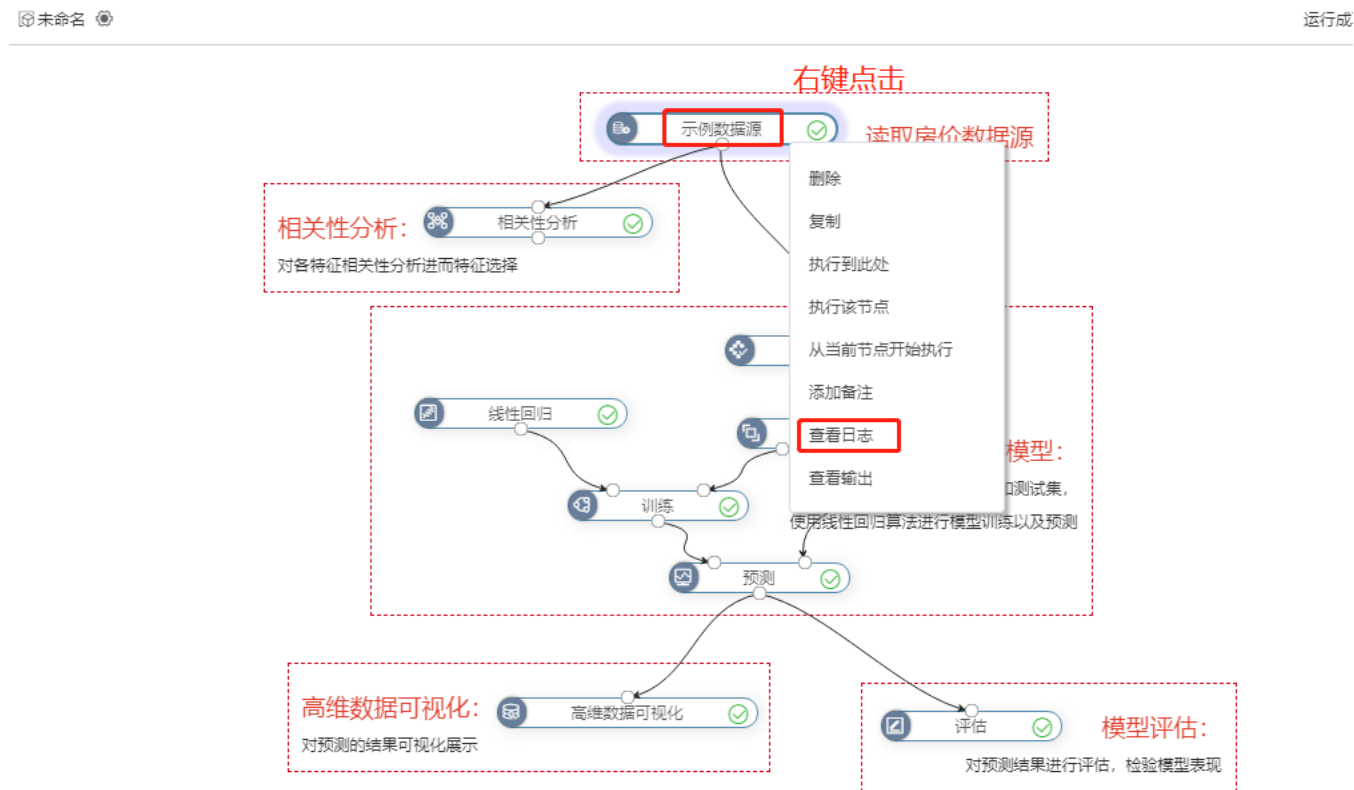 未命名
运行成
右键点击
示例数据源
读取房价数据源
删除
复制
执行到此处
执行该节点
从当前节点开始执行
添加备注
查看日志
查看输出
相关性分析：
相关性分析
对各特征相关性分析进而特征选择
线性回归
模型：
测试集，
训练
使用线性回归算法进行模型训练以及预测
预测
高维数据可视化：
高维数据可视化
对预测的结果可视化展示
评估
模型评估：
对预测结果进行评估，检验模型表现